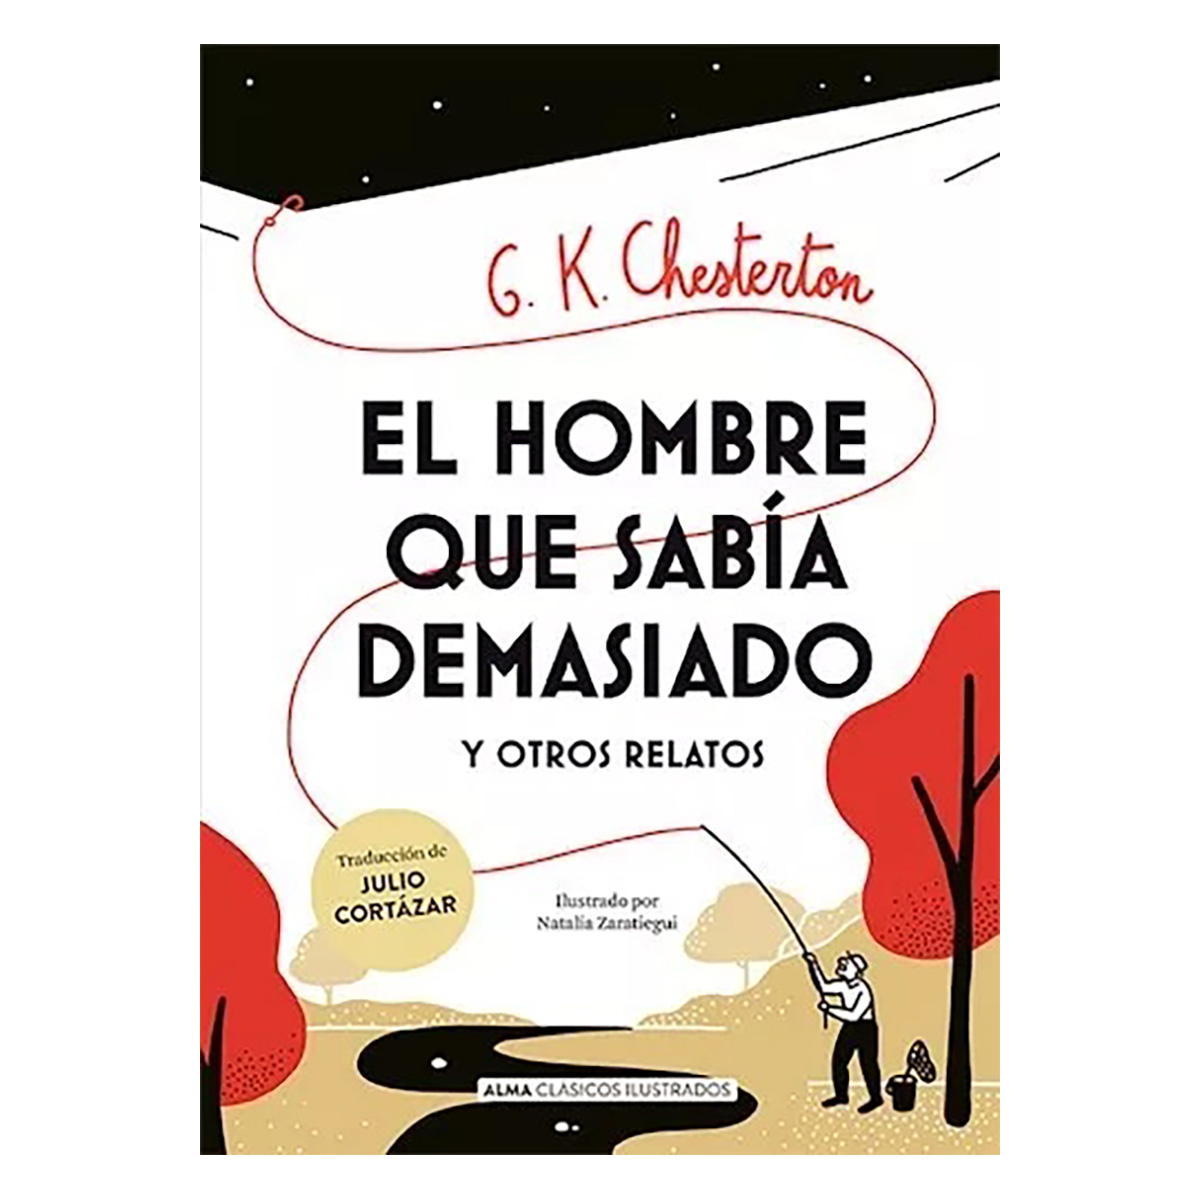 G. K. Chesterton
EL HOMBRE
QUE SABÍA
DEMASIADO
Y OTROS RELATOS
Traducción de
JULIO
CORTÁZAR
Ilustrado por
Natalia Zaratiegui
ALMA CLÁSICOS ILUSTRADOS